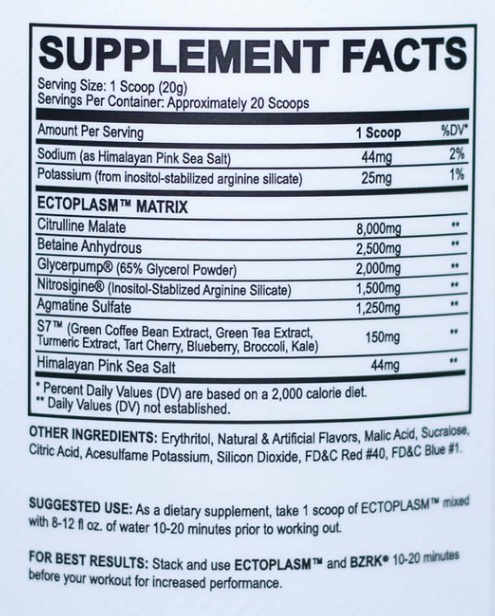 SUPPLEMENT FACTS
Serving Size: 1 Scoop (20g)
Servings Per Container: Approximately 20 Scoops
Amount Per Serving 1 Scoop %DV*
Sodium (as Himalayan Pink Sea Salt) 44mg 2%
Potassium (from inositol-stabilized arginine silicate) 25mg 1%
ECTOPLASM™ MATRIX
Citrulline Malate 8,000mg **
Betaine Anhydrous 2,500mg **
Glycerpump® (65% Glycerol Powder) 2,000mg **
Nitrosigine® (Inositol-Stablized Arginine Silicate) 1,500mg **
Agmatine Sulfate 1,250mg **
S7™ (Green Coffee Bean Extract, Green Tea Extract,
Turmeric Extract, Tart Cherry, Blueberry, Broccoli, Kale) 150mg **
Himalayan Pink Sea Salt 44mg **
* Percent Daily Values (DV) are based on a 2,000 calorie diet.
** Daily Values (DV) not established.
OTHER INGREDIENTS: Erythritol, Natural & Artificial Flavors, Malic Acid, Sucralose,
Citric Acid, Acesulfame Potassium, Silicon Dioxide, FD&C Red #40, FD&C Blue #1.
SUGGESTED USE: As a dietary supplement, take 1 scoop of ECTOPLASM™ mixed
with 8-12 fl oz. of water 10-20 minutes prior to working out.
FOR BEST RESULTS: Stack and use ECTOPLASM™ and BZRK® 10-20 minutes
before your workout for increased performance.